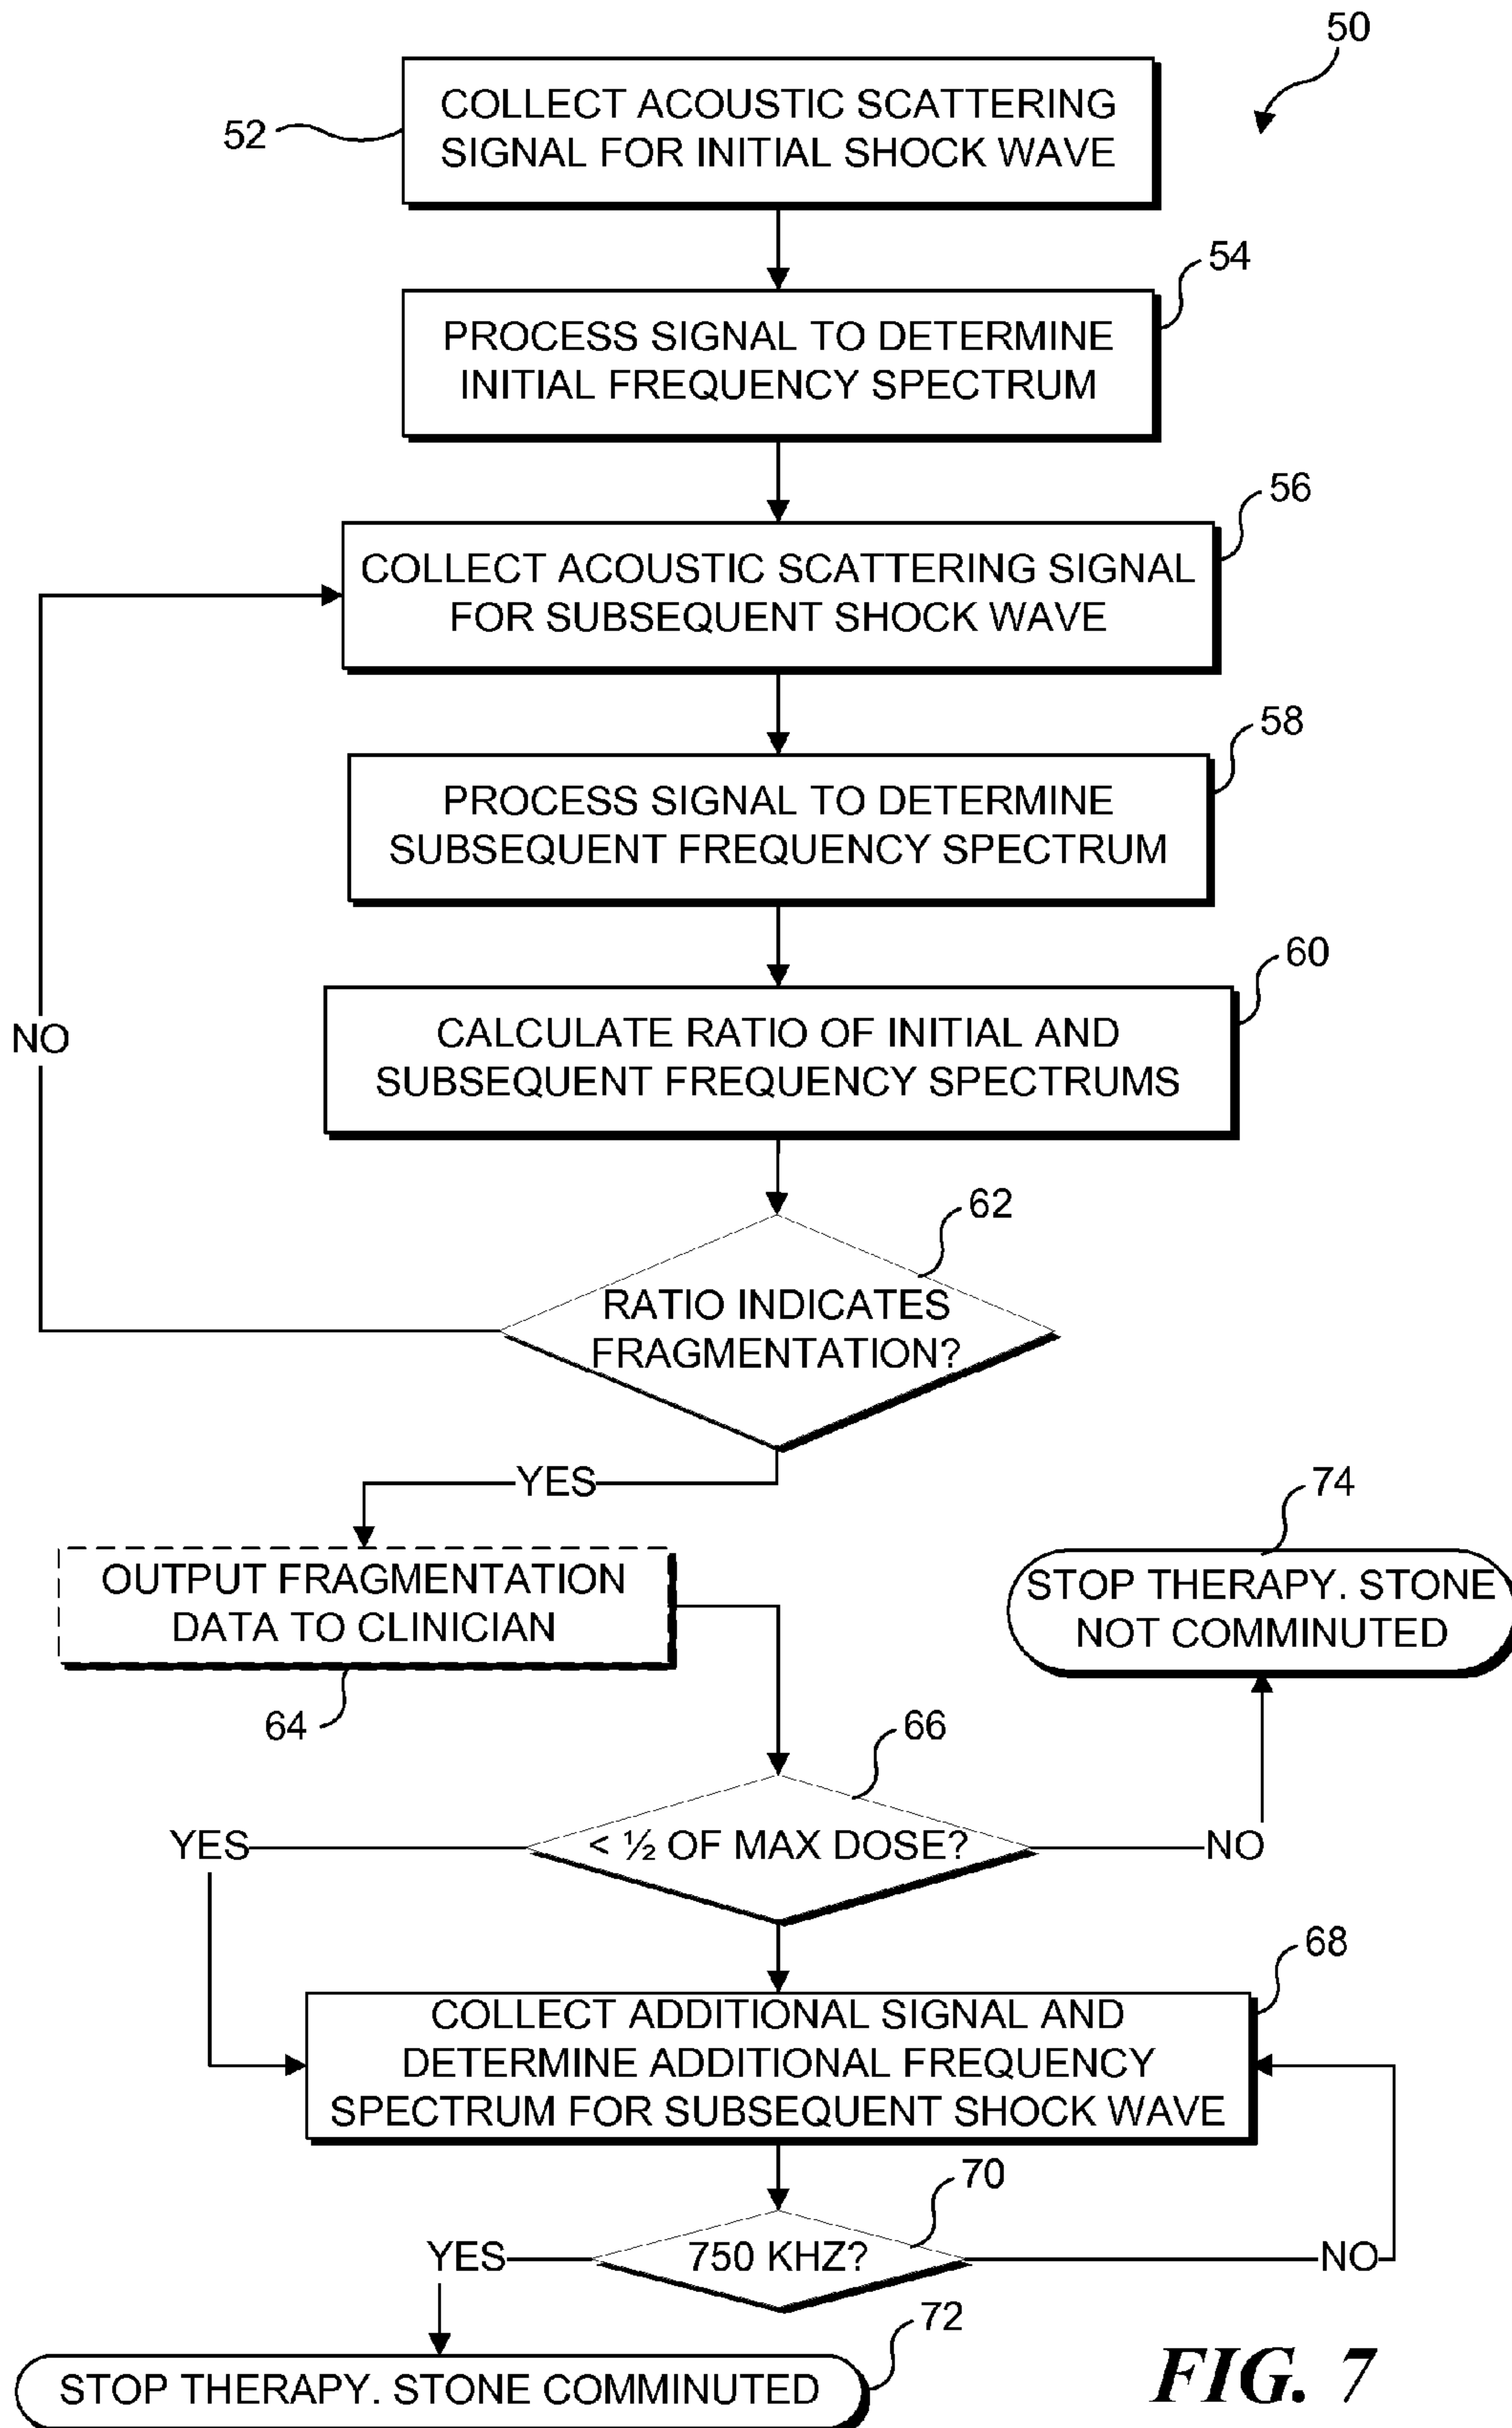 50
COLLECT ACOUSTIC SCATTERING
SIGNAL FOR INITIAL SHOCK WAVE
52
54
PROCESS SIGNAL TO DETERMINE
INITIAL FREQUENCY SPECTRUM
56
COLLECT ACOUSTIC SCATTERING SIGNAL
FOR SUBSEQUENT SHOCK WAVE
58
PROCESS SIGNAL TO DETERMINE
SUBSEQUENT FREQUENCY SPECTRUM
60
CALCULATE RATIO OF INITIAL AND
SUBSEQUENT FREQUENCY SPECTRUMS
NO
62
RATIO INDICATES
FRAGMENTATION?
YES
74
OUTPUT FRAGMENTATION
DATA TO CLINICIAN
STOP THERAPY. STONE
NOT COMMINUTED
64
66
YES
< ½ OF MAX DOSE?
NO
68
COLLECT ADDITIONAL SIGNAL AND
DETERMINE ADDITIONAL FREQUENCY
SPECTRUM FOR SUBSEQUENT SHOCK WAVE
70
YES
750 KHZ?
NO
72
STOP THERAPY. STONE COMMINUTED
FIG. 7